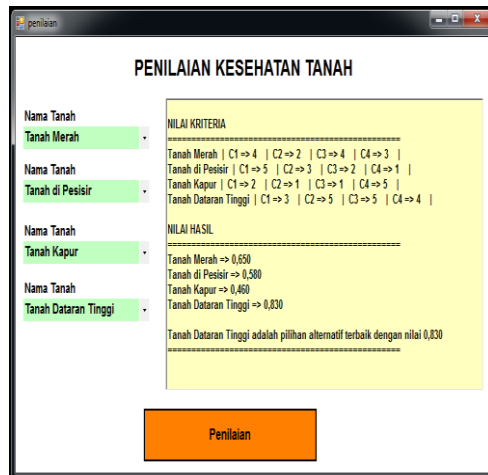 penilaian
PENILAIAN KESEHATAN TANAH
Nama Tanah
Tanah Merah
Nama Tanah
Tanah di Pesisir
Nama Tanah
Tanah Kapur
Nama Tanah
Tanah Dataran Tinggi
NILAI KRITERIA
==================================================
Tanah Merah | C1 => 4 | C2 => 2 | C3 => 4 | C4 => 3 |
Tanah di Pesisir | C1 => 5 | C2 => 3 | C3 => 2 | C4 => 1 |
Tanah Kapur | C1 => 2 | C2 => 1 | C3 => 1 | C4 => 5 |
Tanah Dataran Tinggi | C1 => 3 | C2 => 5 | C3 => 5 | C4 => 4 |
NILAI HASIL
==================================================
Tanah Merah => 0,650
Tanah di Pesisir => 0,580
Tanah Kapur => 0,460
Tanah Dataran Tinggi => 0,830
Tanah Dataran Tinggi adalah pilihan alternatif terbaik dengan nilai 0,830
==================================================
Penilaian